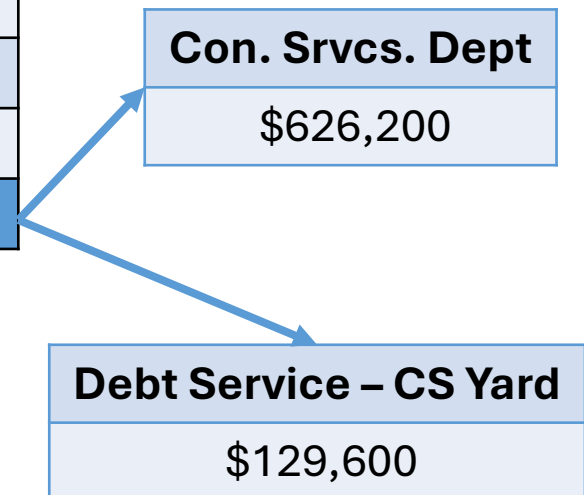 Con. Srvcs. Dept
$626,200
Debt Service – CS Yard
$129,600